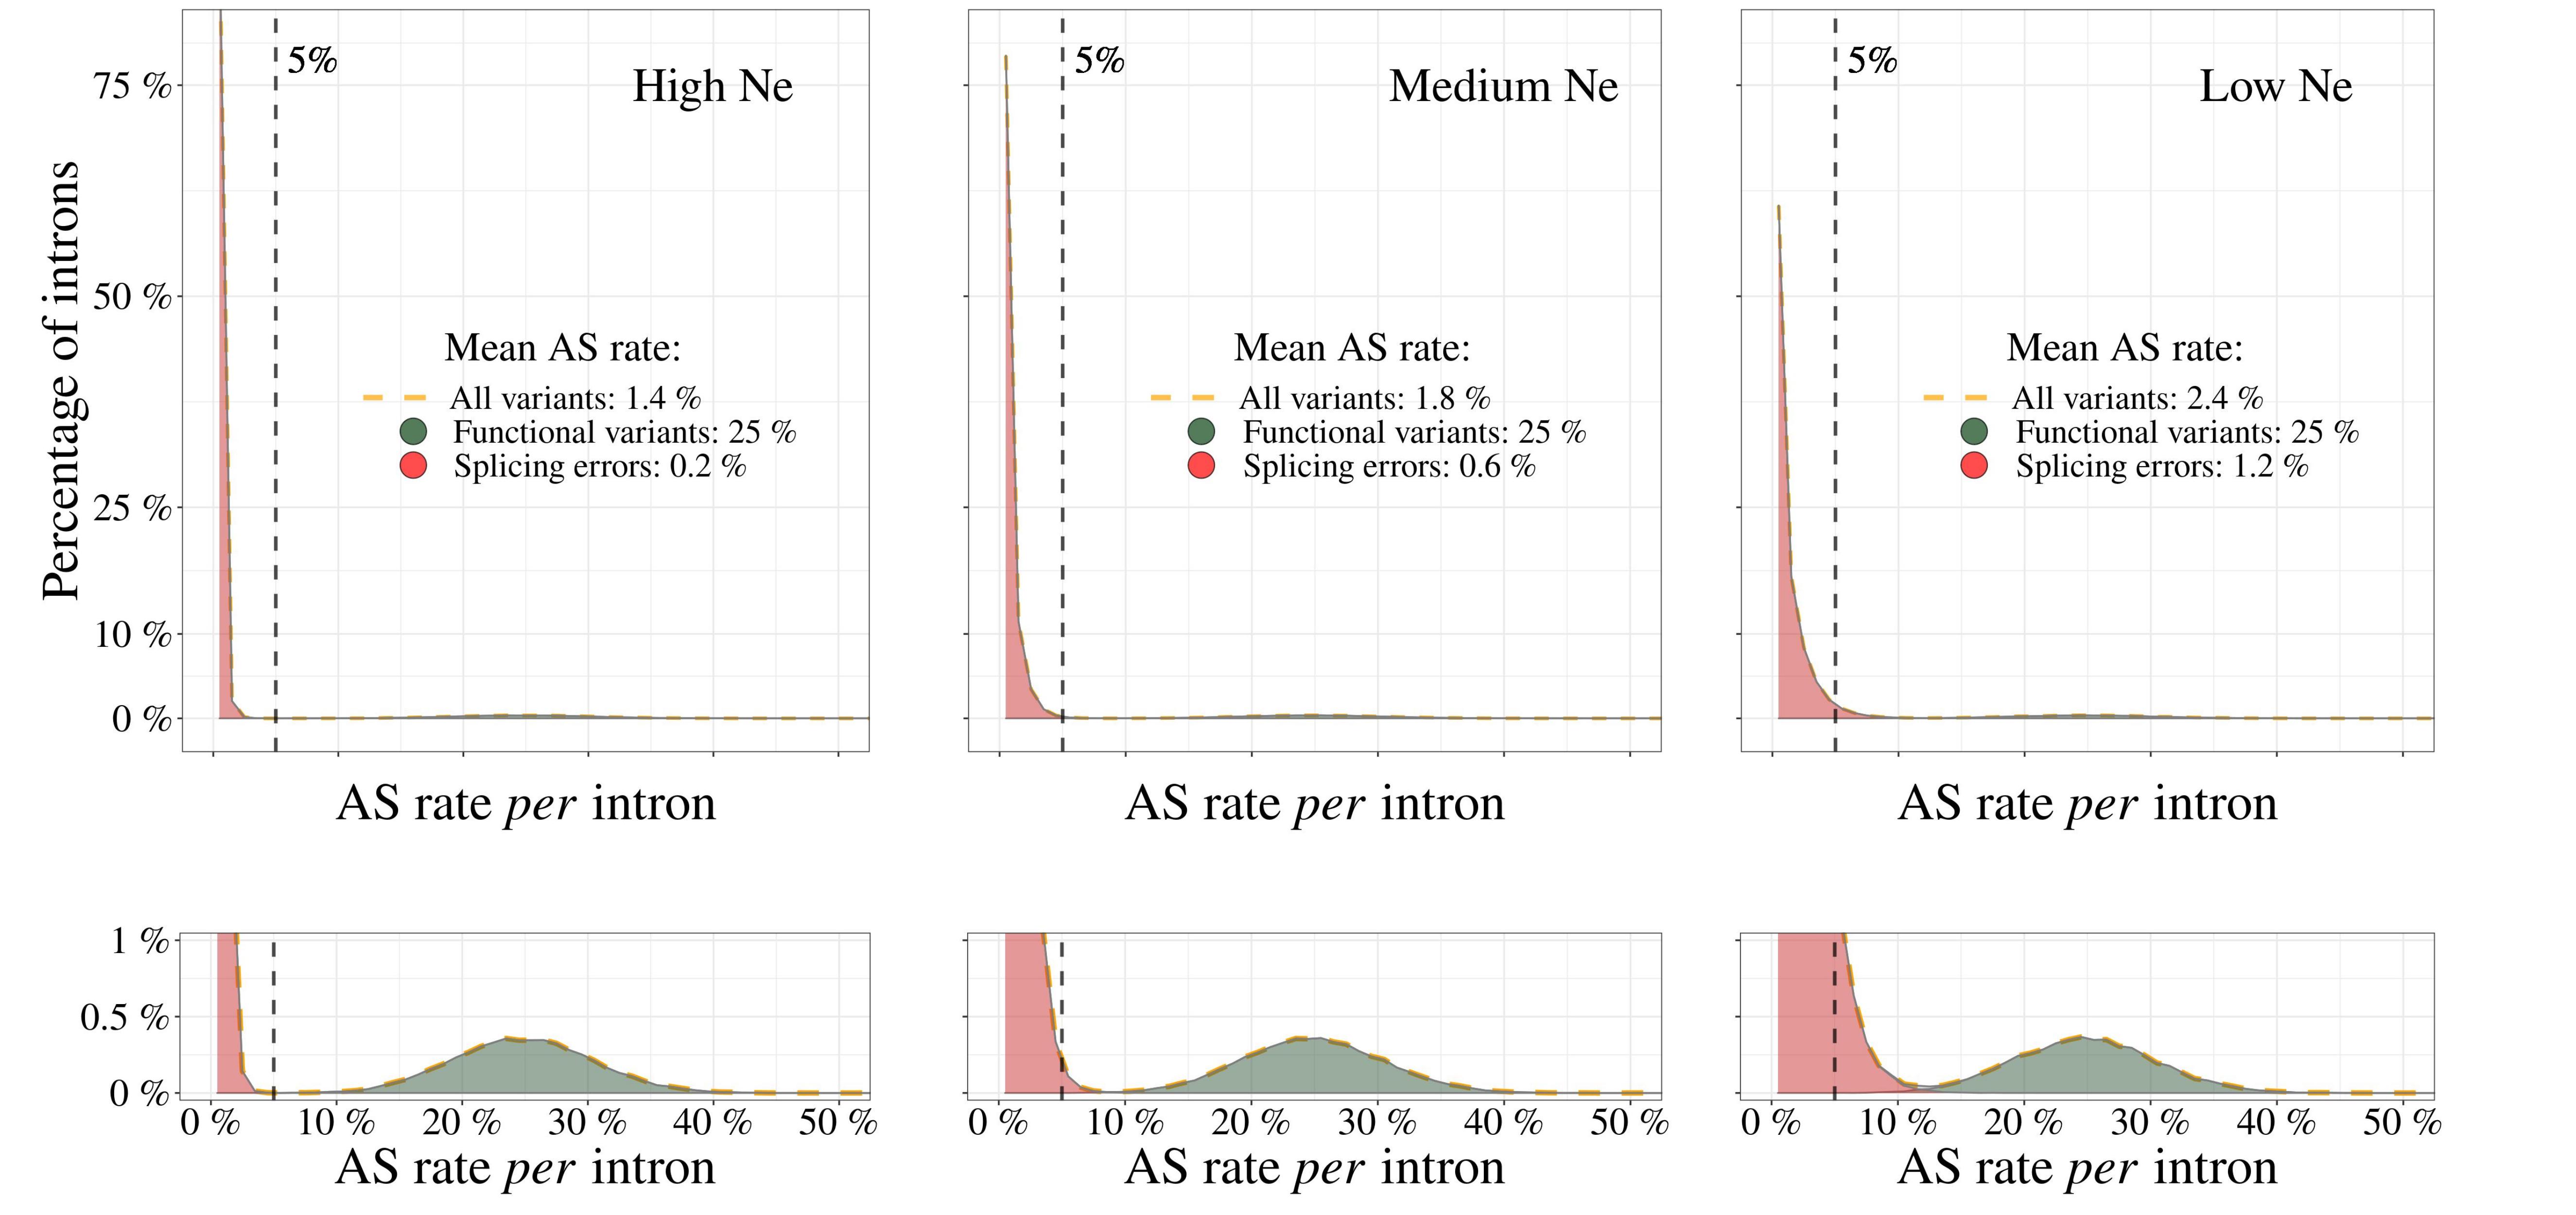 Percentage of introns
75 %
50 %
25 %
10 %
0 %
5%
High Ne
Mean AS rate:
All variants: 1.4 %
Functional variants: 25 %
Splicing errors: 0.2 %
AS rate per intron
5%
Medium Ne
Mean AS rate:
All variants: 1.8 %
Functional variants: 25 %
Splicing errors: 0.6 %
AS rate per intron
5%
Low Ne
Mean AS rate:
All variants: 2.4 %
Functional variants: 25 %
Splicing errors: 1.2 %
AS rate per intron
1 %
0.5 %
0 %
0 % 10 % 20 % 30 % 40 % 50 %
AS rate per intron
0 % 10 % 20 % 30 % 40 % 50 %
AS rate per intron
0 % 10 % 20 % 30 % 40 % 50 %
AS rate per intron